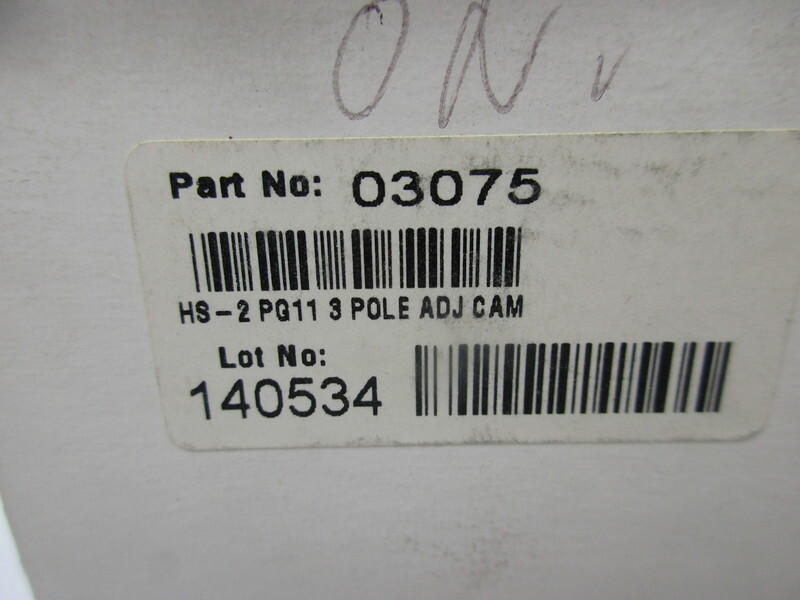 ON
Part No: 03075
HS-2 PG11 3 POLE ADJ CAM
Lot No:
140534